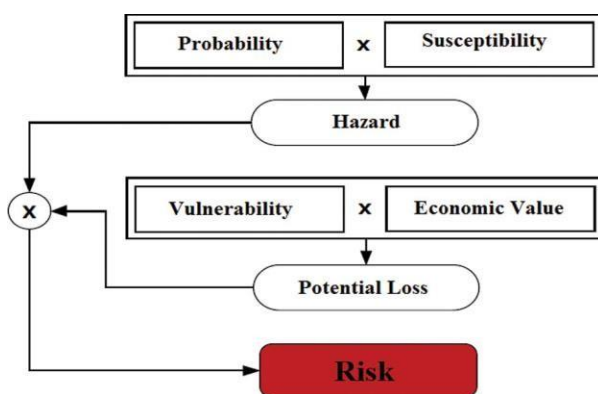 Probability x Susceptibility
Hazard
X
Vulnerability x Economic Value
Potential Loss
Risk